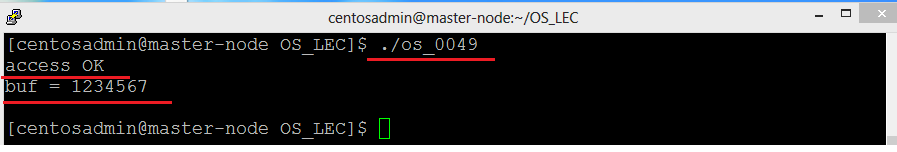 centosadmin@master-node:~/OS_LEC
[centosadmin@master-node OS_LEC]$ ./os_0049
access OK
buf = 1234567
[centosadmin@master-node OS_LEC]$